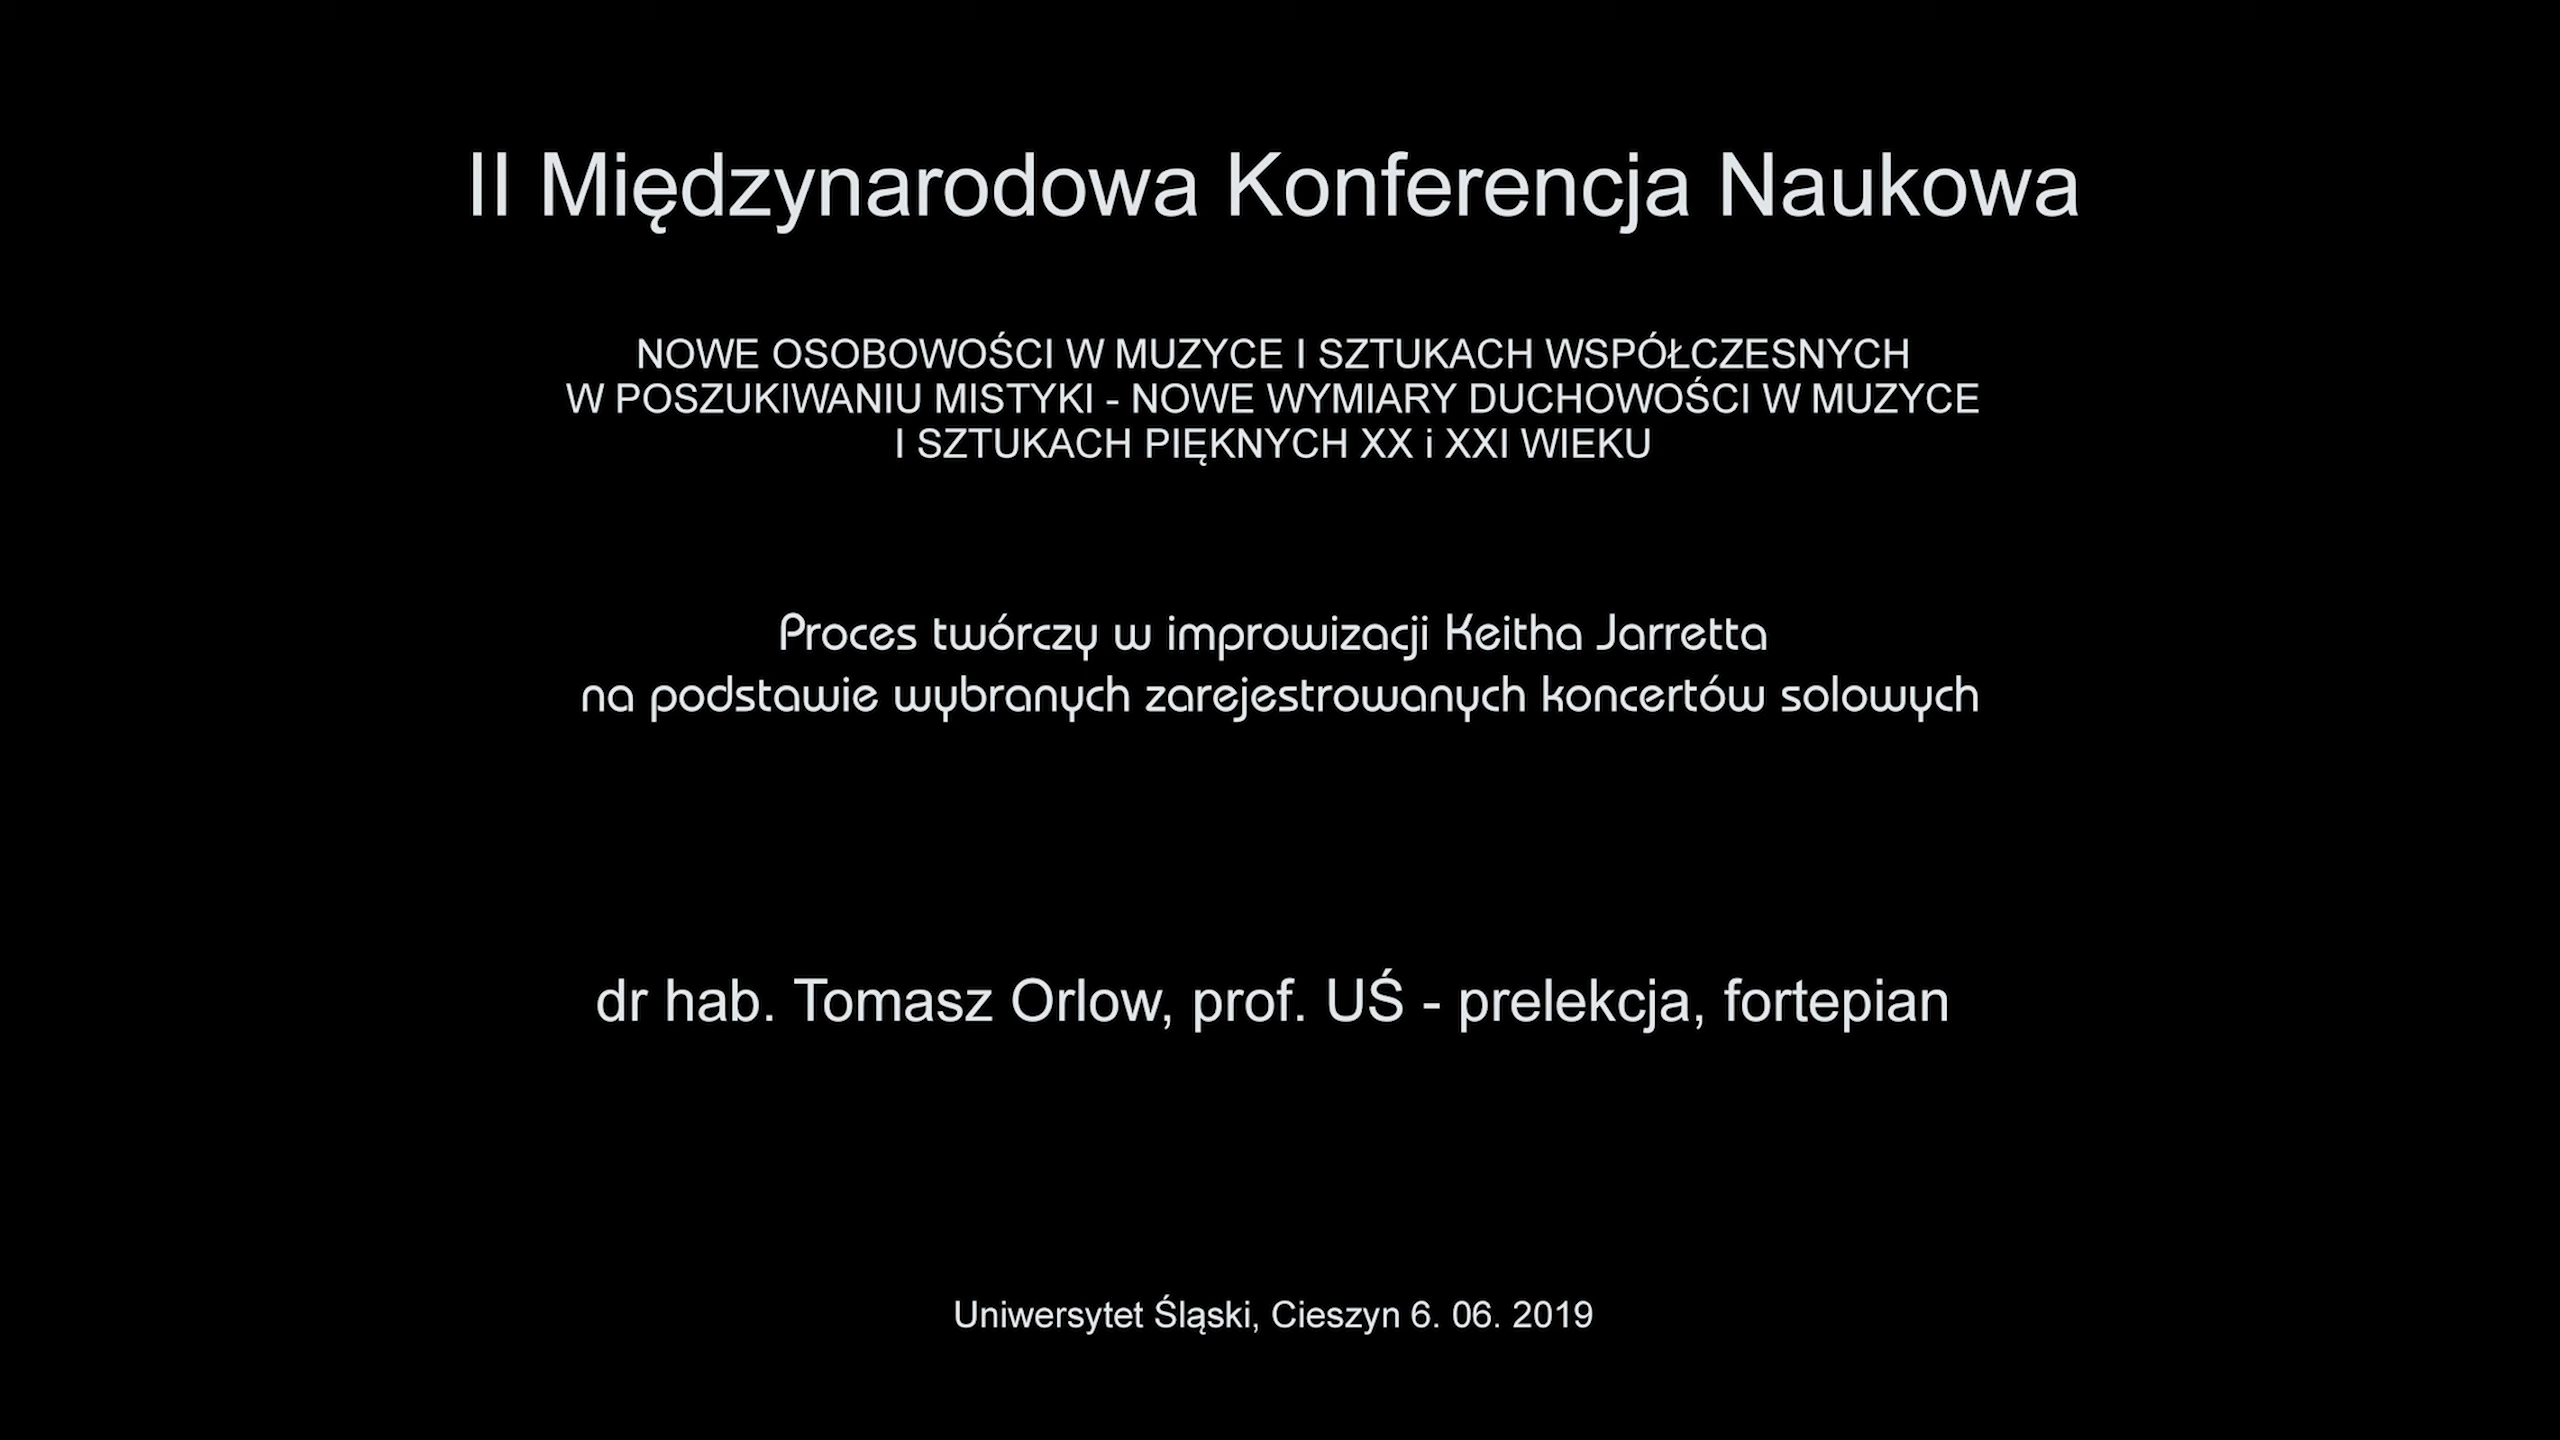 II Międzynarodowa Konferencja Naukowa
NOWE OSOBOWOŚCI W MUZYCE I SZTUKACH WSPÓŁCZESNYCH
W POSZUKIWANIU MISTYKI - NOWE WYMIARY DUCHOWOŚCI W MUZYCE
I SZTUKACH PIĘKNYCH XX i XXI WIEKU
Proces twórczy w improwizacji Keitha Jarretta
na podstawie wybranych zarejestrowanych koncertów solowych
dr hab. Tomasz Orlow, prof. UŚ - prelekcja, fortepian
Uniwersytet Śląski, Cieszyn 6. 06. 2019